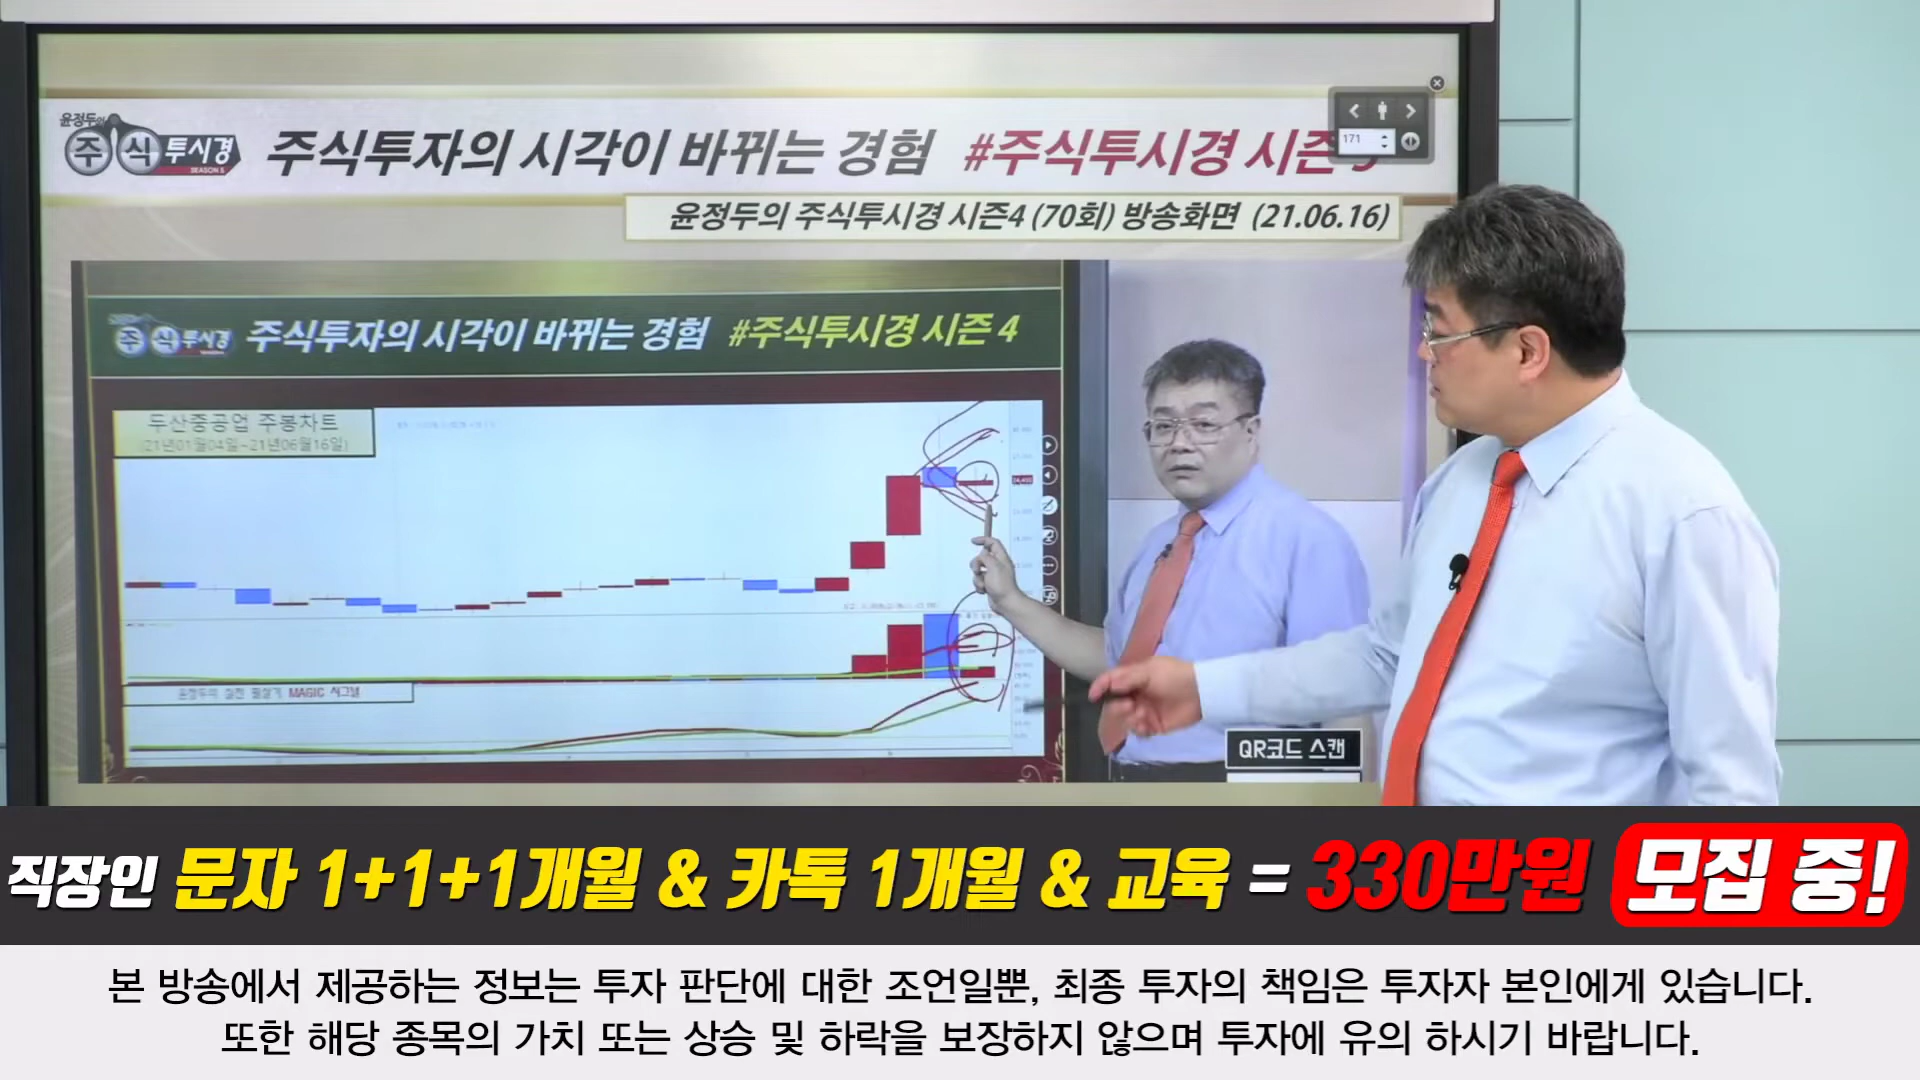 윤정두의
주식투시경
SEASON 5
주식투자의 시각이 바뀌는 경험 #주식투시경 시즌
171
윤정두의 주식투시경 시즌4 (70회) 방송화면 (21.06.16)
주식투시경
주식투자의 시각이 바뀌는 경험 #주식투시경 시즌 4
두산중공업 주봉차트
(21년01월04일~21년06월16일)
윤정두의 실전 필살기 MAGIC 시그널
QR코드 스캔
직장인 문자 1+1+1개월 & 카톡 1개월 & 교육 = 330만원 모집 중!
본 방송에서 제공하는 정보는 투자 판단에 대한 조언일뿐, 최종 투자의 책임은 투자자 본인에게 있습니다.
또한 해당 종목의 가치 또는 상승 및 하락을 보장하지 않으며 투자에 유의 하시기 바랍니다.